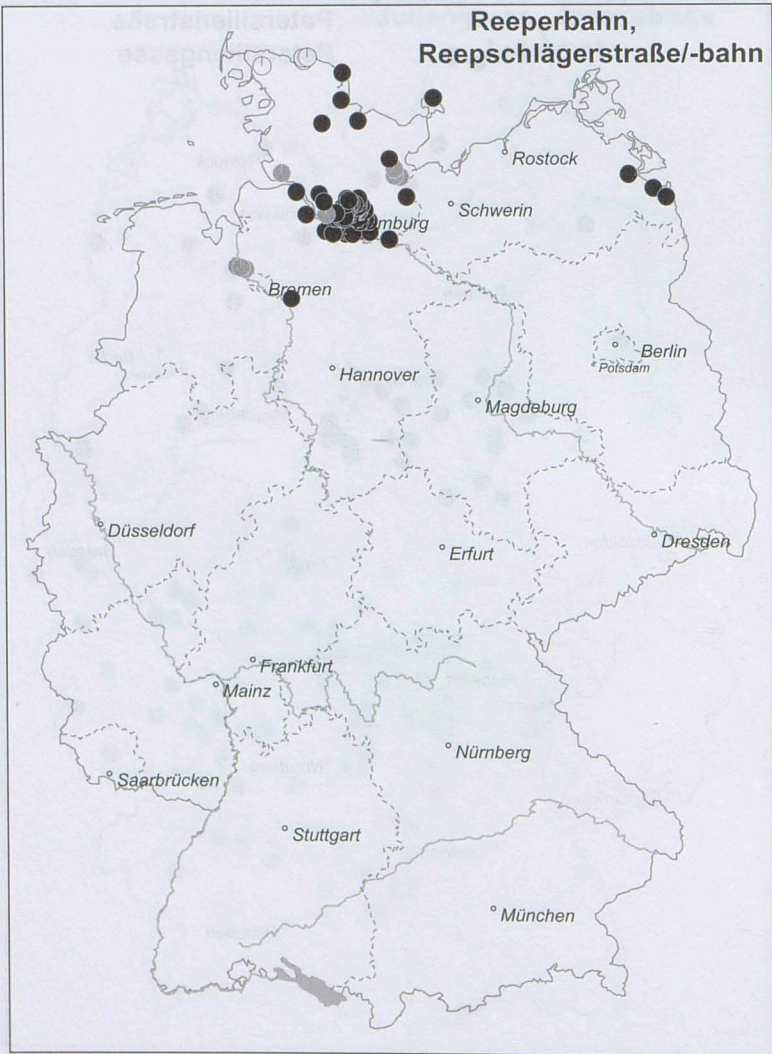 Reeperbahn,
Reepschlägerstraße/-bahn
Rostock
Schwerin
Bremen
Berlin
Potsdam
Hannover
Magdeburg
Düsseldorf
Erfurt
Dresden
Frankfurt
Mainz
Nürnberg
Saarbrücken
Stuttgart
München